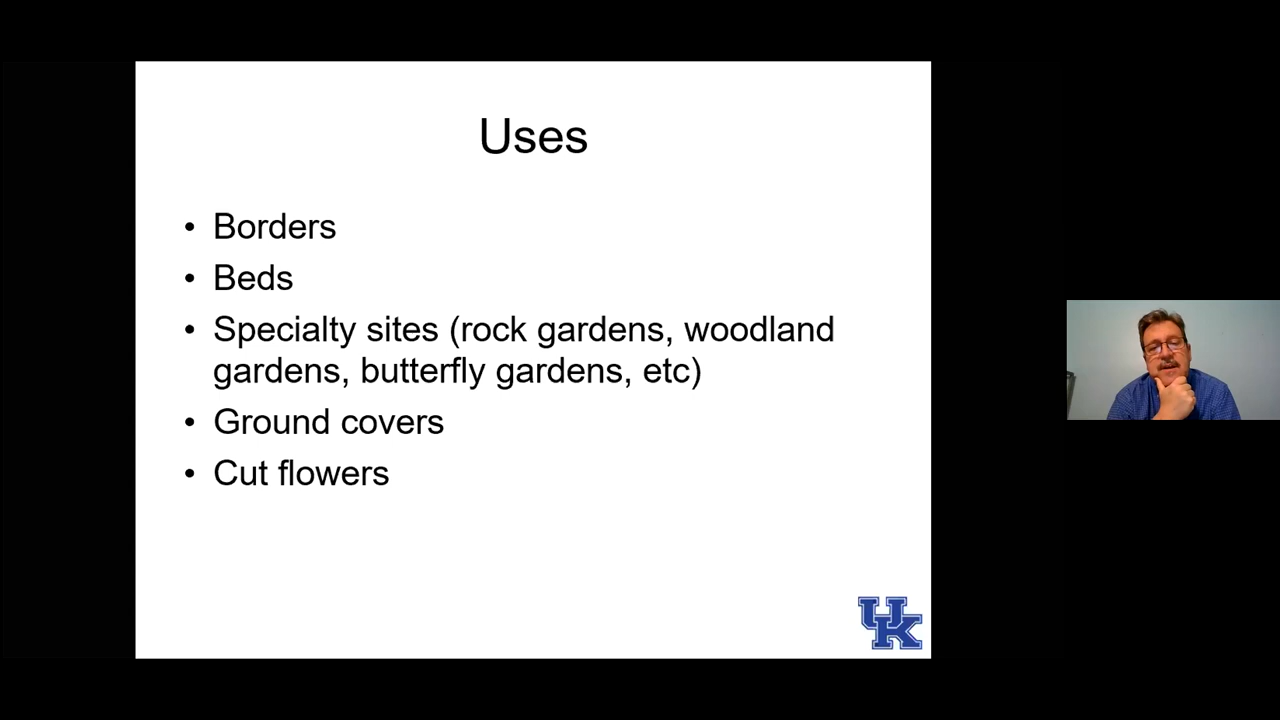 Uses
• Borders
• Beds
• Specialty sites (rock gardens, woodland
gardens, butterfly gardens, etc)
• Ground covers
• Cut flowers
UK